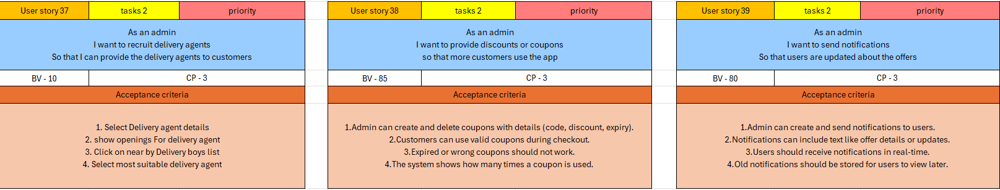 User story 37 tasks 2 priority
As an admin
I want to recruit delivery agents
So that I can provide the delivery agents to customers
BV - 10 CP - 3
Acceptance criteria
1. Select Delivery agent details
2. show openings For delivery agent
3. Click on near by Delivery boys list
4. Select most suitable delivery agent
User story 38 tasks 2 priority
As an admin
I want to provide discounts or coupons
so that more customers use the app
BV - 85 CP - 3
Acceptance criteria
1.Admin can create and delete coupons with details (code, discount, expiry).
2.Customers can use valid coupons during checkout.
3.Expired or wrong coupons should not work.
4.The system shows how many times a coupon is used.
User story 39 tasks 2 priority
As an admin
I want to send notifications
So that users are updated about the offers
BV - 80 CP - 3
Acceptance criteria
1.Admin can create and send notifications to users.
2.Notifications can include text like offer details or updates.
3.Users should receive notifications in real-time.
4.Old notifications should be stored for users to view later.